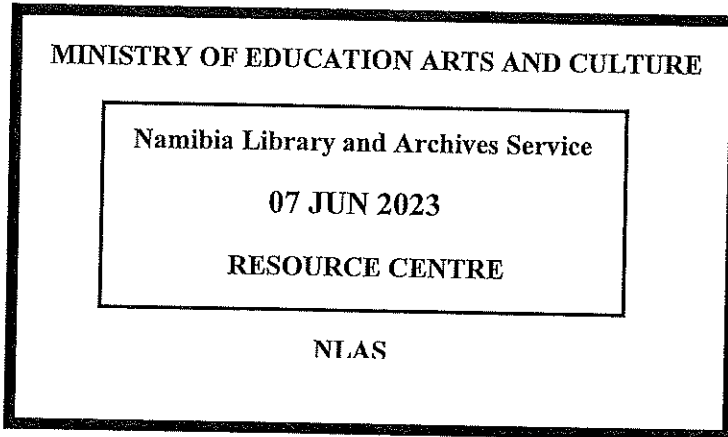 MINISTRY OF EDUCATION ARTS AND CULTURE
Namibia Library and Archives Service
07 JUN 2023
RESOURCE CENTRE
NLAS